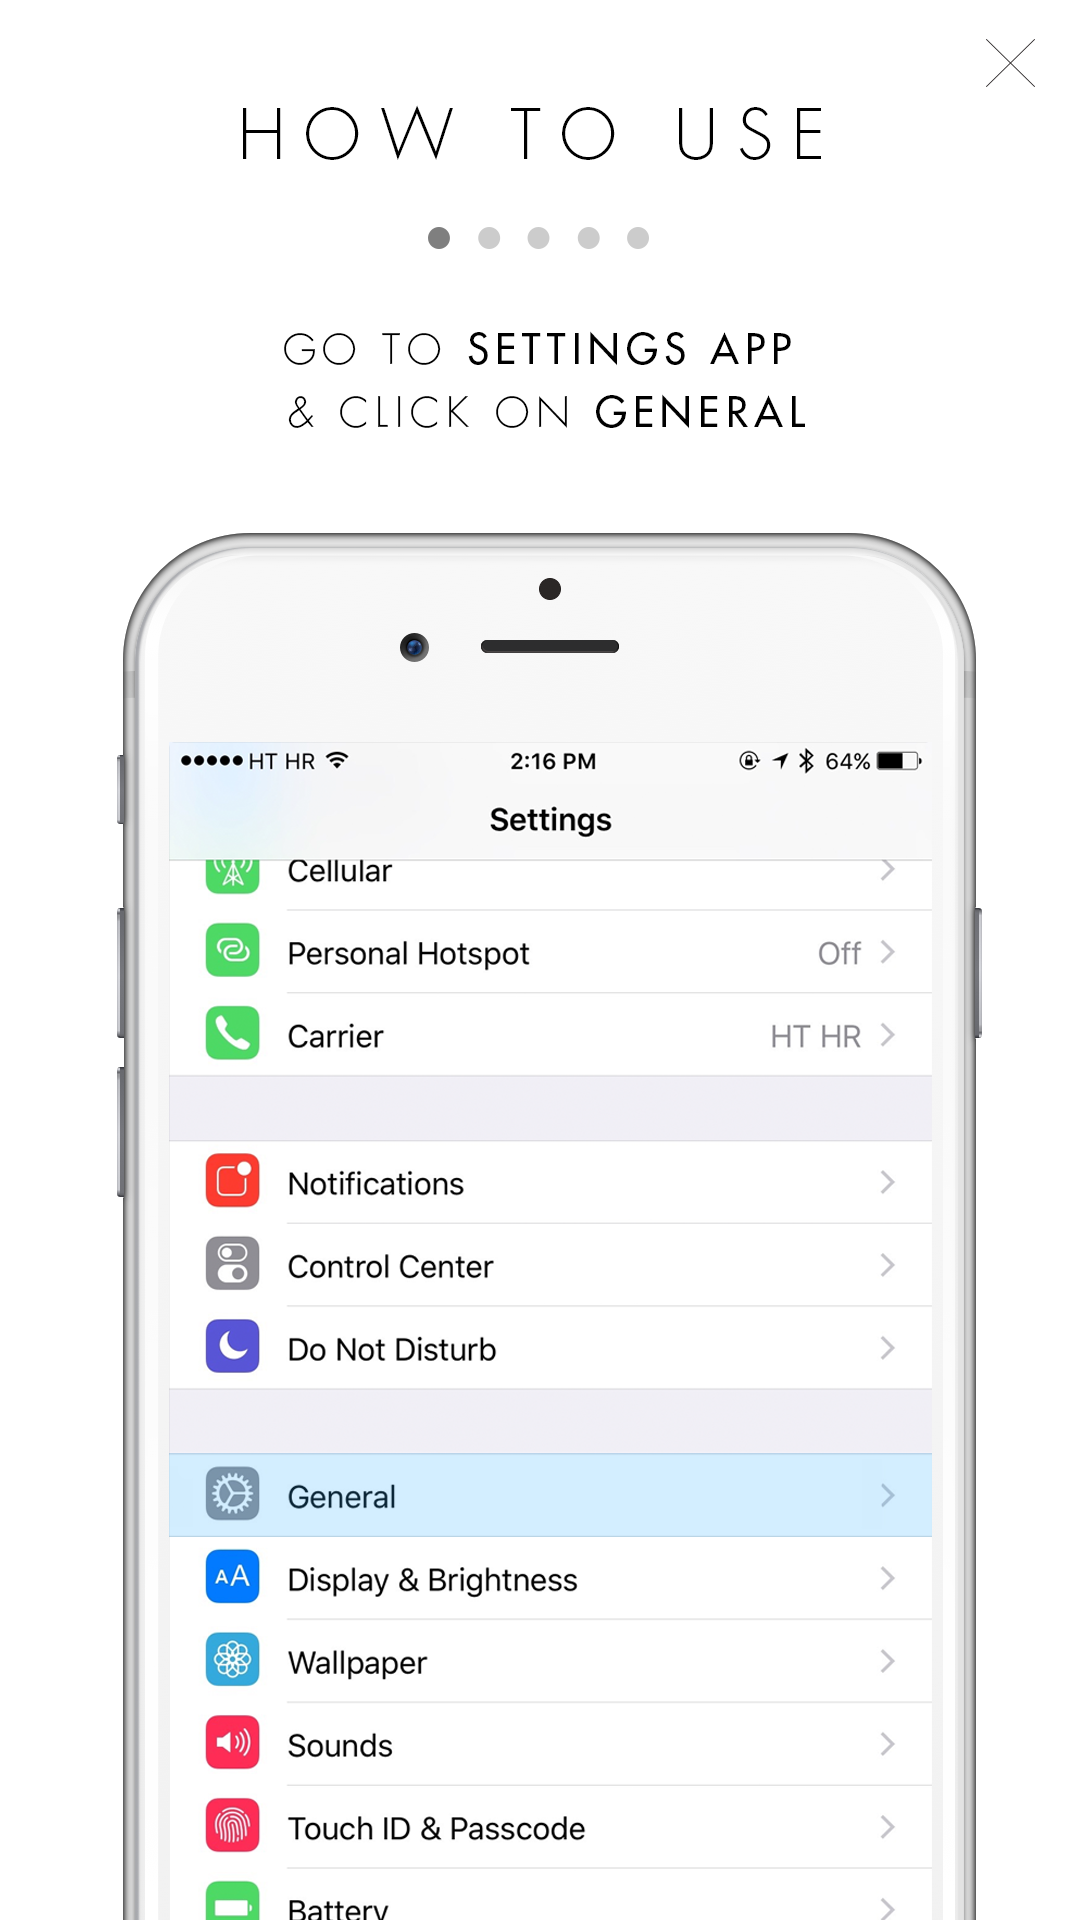 HOW TO USE
GO TO SETTINGS APP
& CLICK ON GENERAL
HT HR 2:16 PM 64%
Settings
Cellular
Personal Hotspot Off
Carrier HT HR
Notifications
Control Center
Do Not Disturb
General
AA Display & Brightness
Wallpaper
Sounds
Touch ID & Passcode
Battery